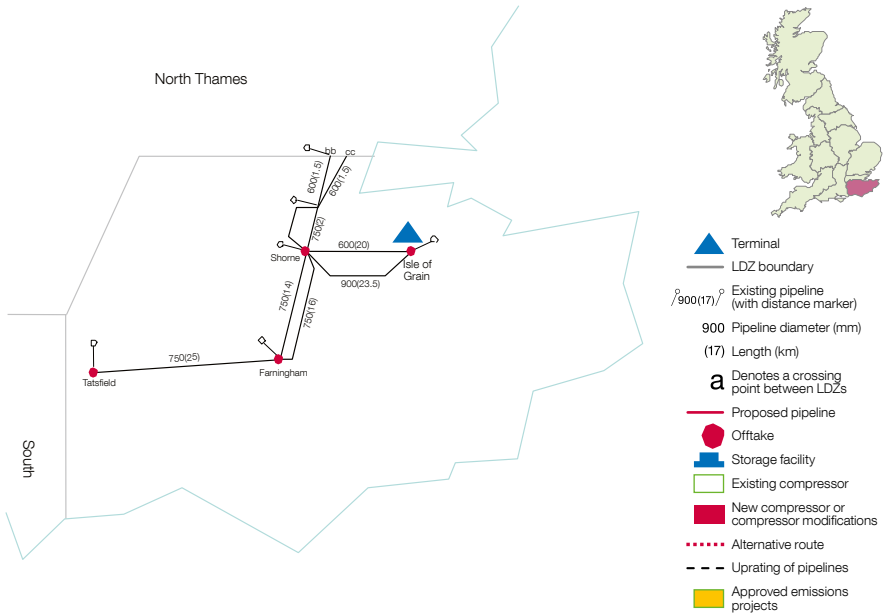 North Thames
bb
cc
600(1.5)
600(1.5)
750(2)
Shorne
600(20)
Isle of
Grain
900(23.5)
750(14)
750(16)
750(25)
Tatsfield
Farningham
South
Terminal
LDZ boundary
900(17)
Existing pipeline
(with distance marker)
900
Pipeline diameter (mm)
(17)
Length (km)
a
Denotes a crossing
point between LDZs
Proposed pipeline
Offtake
Storage facility
Existing compressor
New compressor or
compressor modifications
Alternative route
Uprating of pipelines
Approved emissions
projects